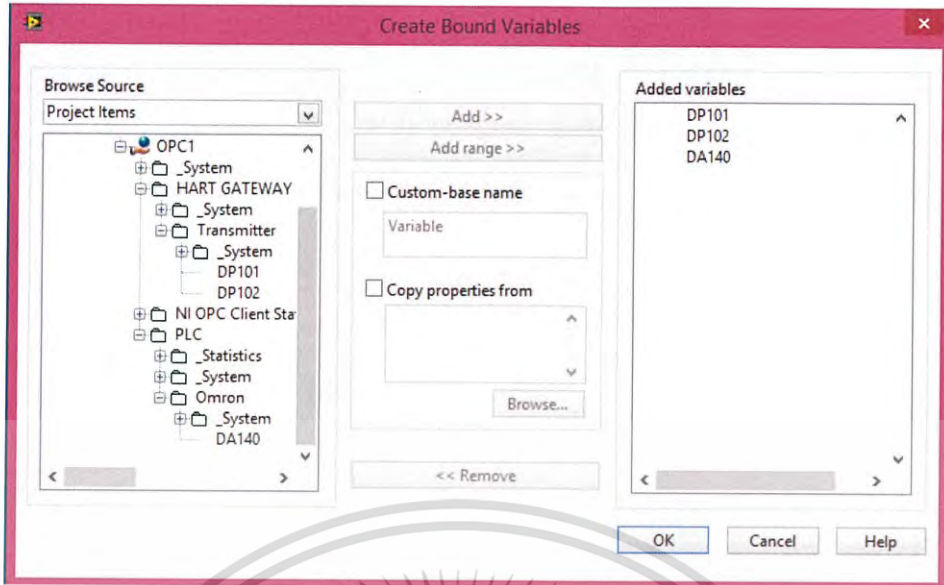 Create Bound Variables
Browse Source
Project Items
OPC1
_System
HART GATEWAY
_System
Transmitter
_System
DP101
DP102
NI OPC Client Sta
PLC
_Statistics
_System
Omron
_System
DA140
Add >>
Add range >>
Custom-base name
Variable
Copy properties from
Browse...
<< Remove
Added variables
DP101
DP102
DA140
OK
Cancel
Help